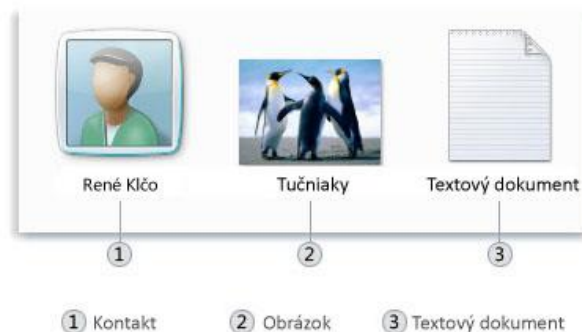 René Klčo Tučniaky Textový dokument
1 2 3
1 Kontakt 2 Obrázok 3 Textový dokument